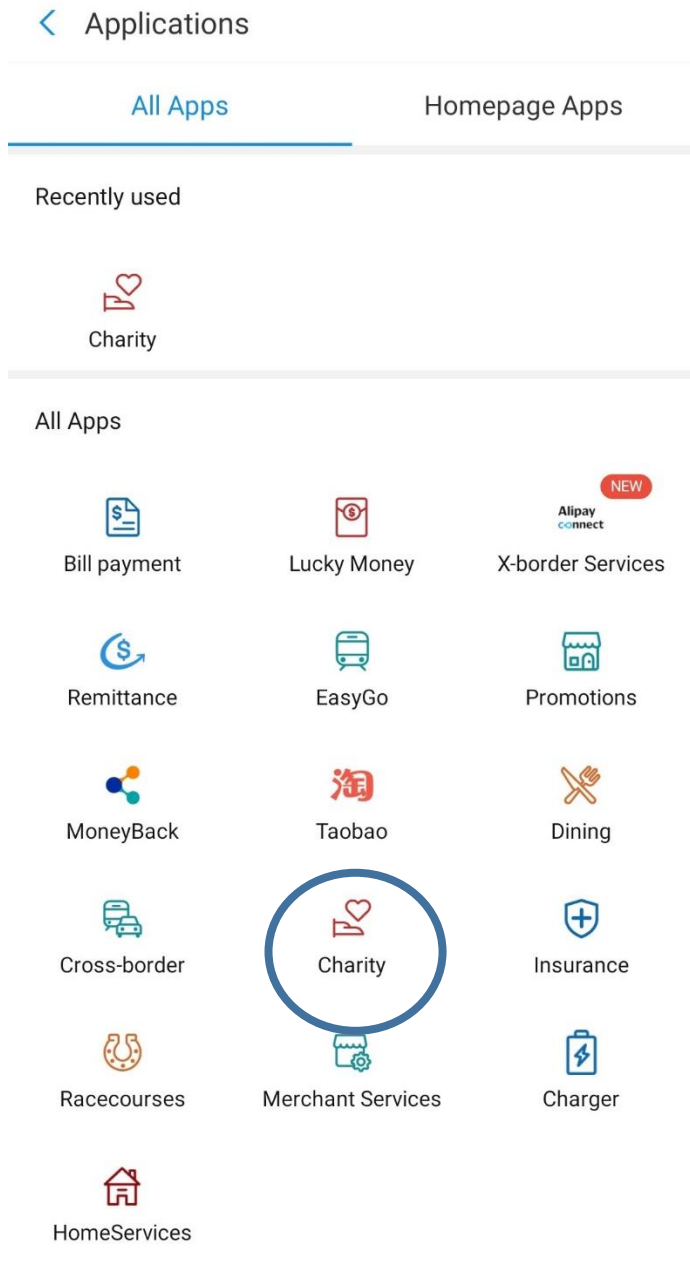 Applications
All Apps
Homepage Apps
Recently used
Charity
All Apps
NEW
Alipay
connect
Bill payment
Lucky Money
X-border Services
Remittance
EasyGo
Promotions
淘
MoneyBack
Taobao
Dining
Cross-border
Charity
Insurance
Racecourses
Merchant Services
Charger
HomeServices